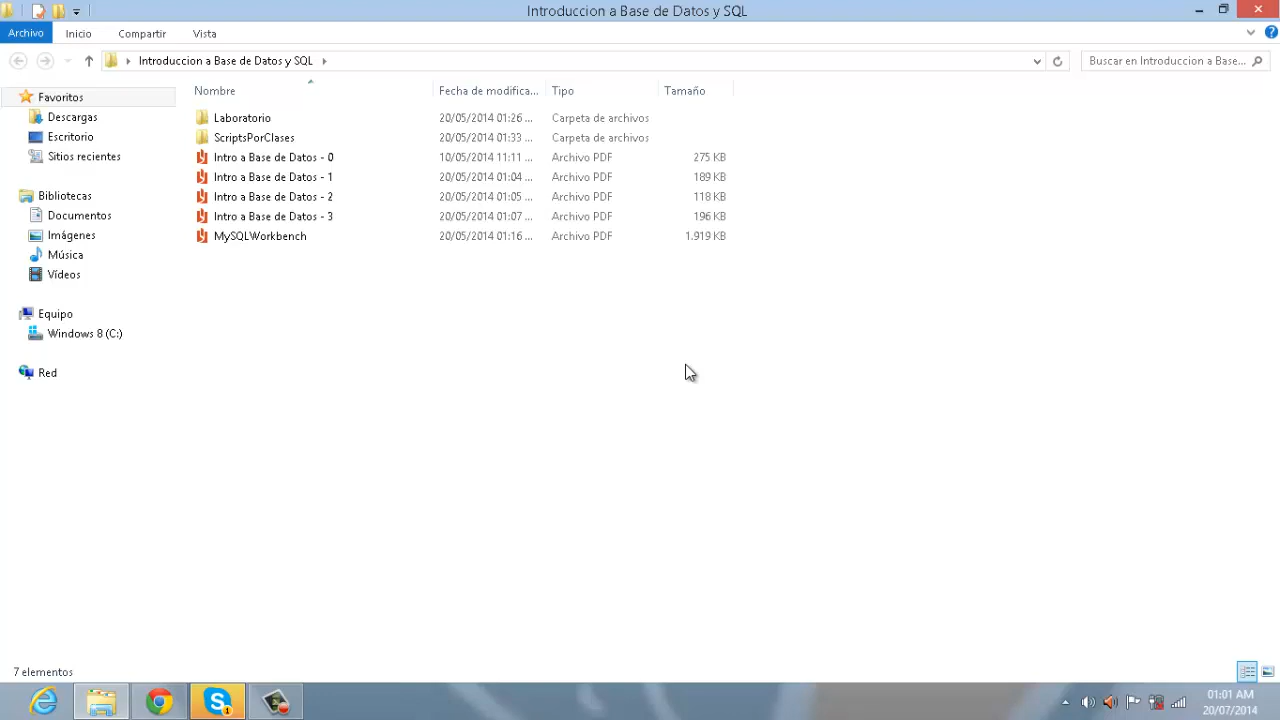 Introduccion a Base de Datos y SQL
Archivo Inicio Compartir Vista
Introduccion a Base de Datos y SQL Buscar en Introduccion a Base...
Nombre Fecha de modifica... Tipo Tamaño
Favoritos
Descargas
Escritorio
Sitios recientes
Bibliotecas
Documentos
Imágenes
Música
Vídeos
Equipo
Windows 8 (C:)
Red
Laboratorio 20/05/2014 01:26 ... Carpeta de archivos
ScriptsPorClases 20/05/2014 01:33 ... Carpeta de archivos
Intro a Base de Datos - 0 10/05/2014 11:11 ... Archivo PDF 275 KB
Intro a Base de Datos - 1 20/05/2014 01:04 ... Archivo PDF 189 KB
Intro a Base de Datos - 2 20/05/2014 01:05 ... Archivo PDF 118 KB
Intro a Base de Datos - 3 20/05/2014 01:07 ... Archivo PDF 196 KB
MySQLWorkbench 20/05/2014 01:16 ... Archivo PDF 1.919 KB
7 elementos
01:01 AM
20/07/2014